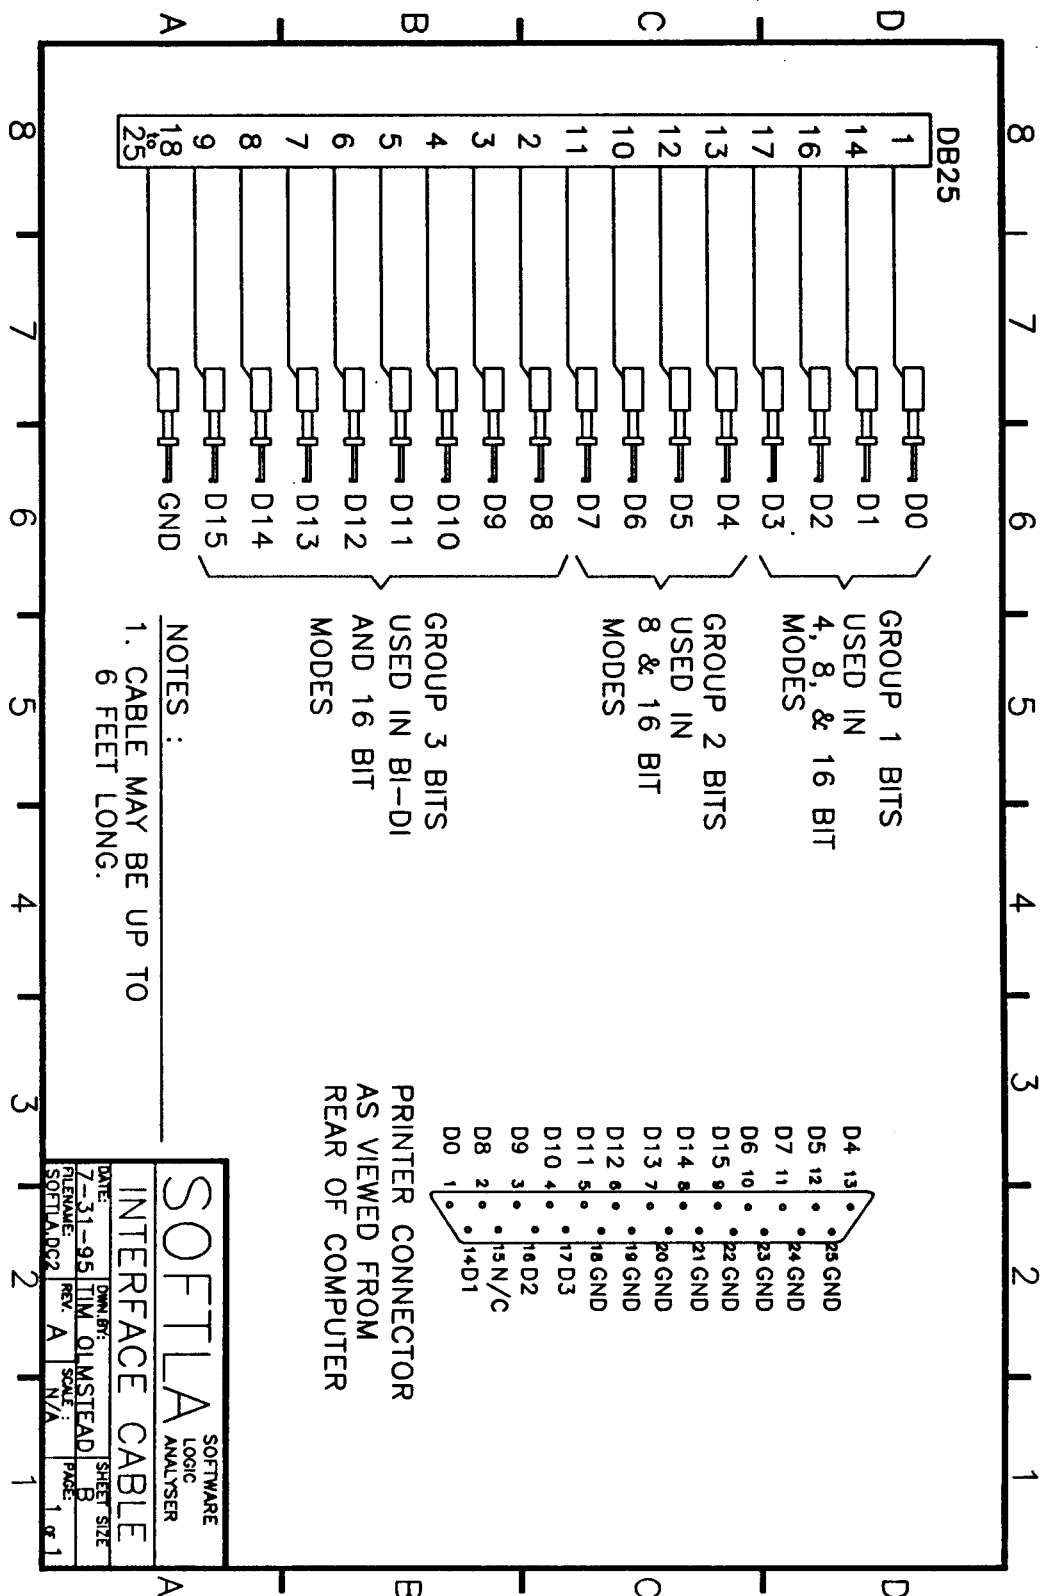 8
7
6
5
4
3
2
1
D
C
B
A
DB25
1
14
16
17
13
12
10
11
2
3
4
5
6
7
8
9
18
to
25
D0
D1
D2
D3
D4
D5
D6
D7
D8
D9
D10
D11
D12
D13
D14
D15
GND
GROUP 1 BITS
USED IN
4, 8, & 16 BIT
MODES
GROUP 2 BITS
USED IN
8 & 16 BIT
MODES
GROUP 3 BITS
USED IN BI-DI
AND 16 BIT
MODES
D4 13
D5 12
D7 11
D6 10
D15 9
D14 8
D13 7
D12 6
D11 5
D10 4
D9 3
D8 2
D0 1
25 GND
24 GND
23 GND
22 GND
21 GND
20 GND
19 GND
18 GND
17 D3
16 D2
15 N/C
14 D1
PRINTER CONNECTOR
AS VIEWED FROM
REAR OF COMPUTER
NOTES :
1. CABLE MAY BE UP TO
6 FEET LONG.
SOFTLA
SOFTWARE
LOGIC
ANALYSER
INTERFACE CABLE
DATE: 7-31-95
DWN.BY: TIM OLMSTEAD
SHEET SIZE B
FILENAME: SOFTLA.DC2
REV. A
SCALE : N/A
PAGE: 1 of 1
8
7
6
5
4
3
2
1
D
C
B
A